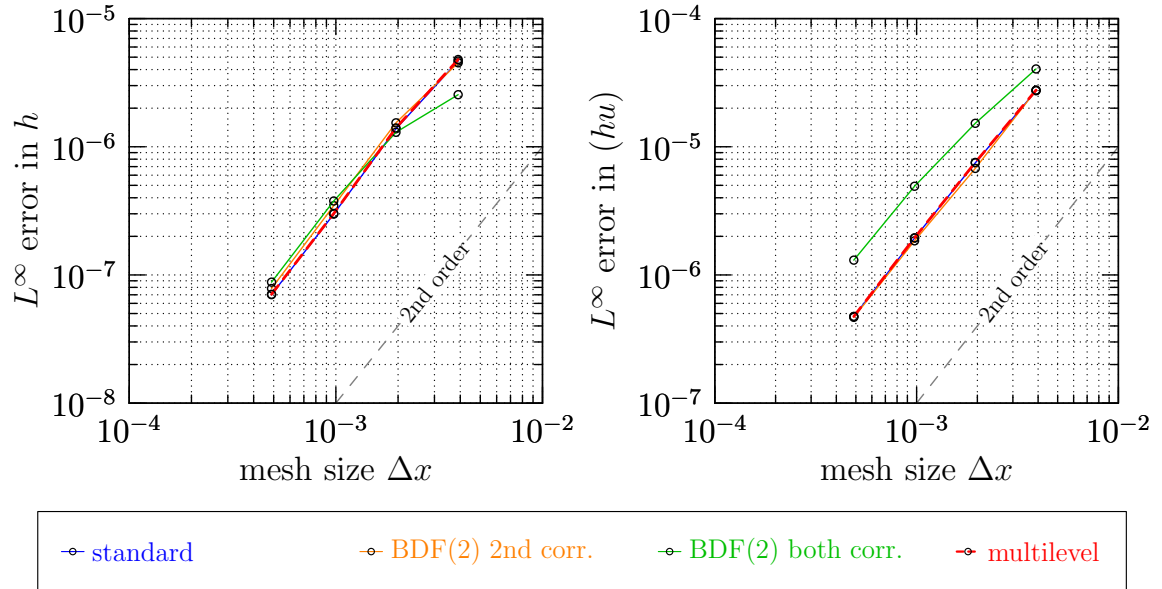 10⁻⁵
10⁻⁶
10⁻⁷
10⁻⁸
10⁻⁴
10⁻³
10⁻²
L∞ error in h
mesh size Δx
2nd order
10⁻⁴
10⁻⁵
10⁻⁶
10⁻⁷
10⁻⁴
10⁻³
10⁻²
L∞ error in (hu)
mesh size Δx
2nd order
standard
BDF(2) 2nd corr.
BDF(2) both corr.
multilevel